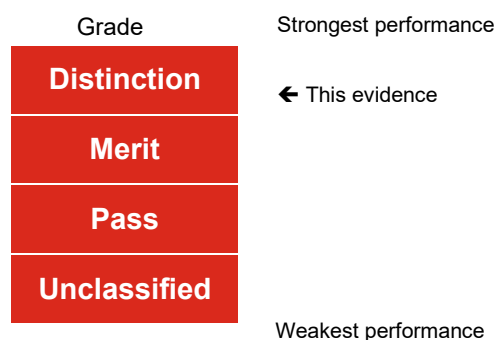 Grade
Strongest performance
Distinction
← This evidence
Merit
Pass
Unclassified
Weakest performance